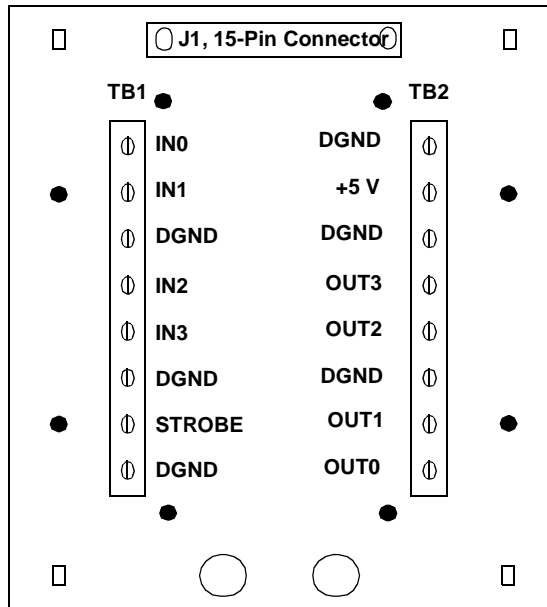 J1, 15-Pin Connector
TB1
TB2
IN0
DGND
IN1
+5 V
DGND
DGND
IN2
OUT3
IN3
OUT2
DGND
DGND
STROBE
OUT1
DGND
OUT0